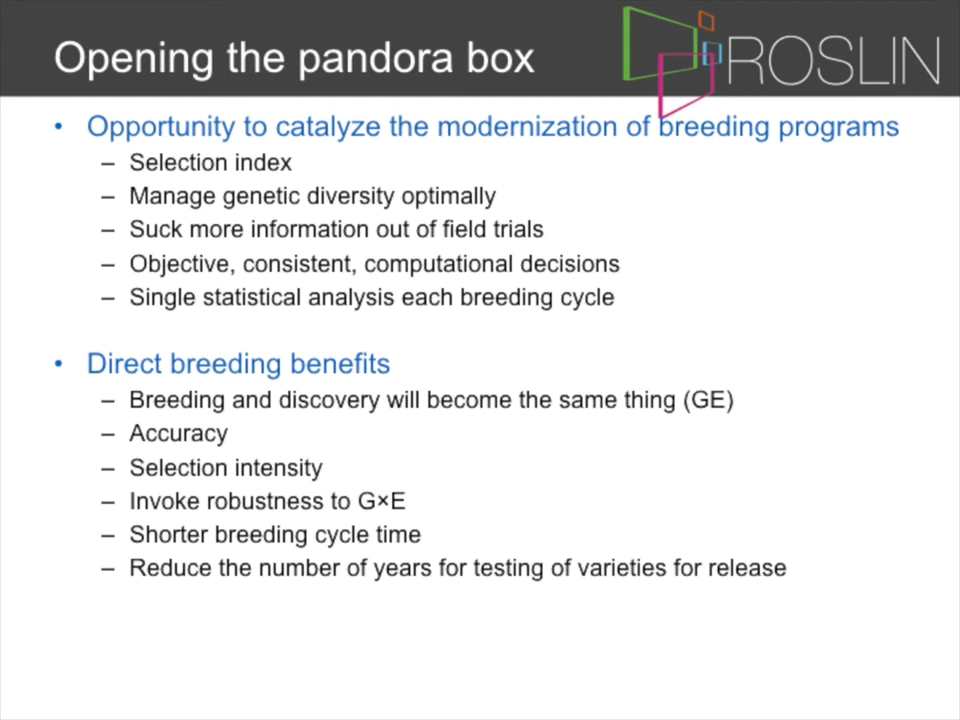 Opening the pandora box
ROSLIN
• Opportunity to catalyze the modernization of breeding programs
– Selection index
– Manage genetic diversity optimally
– Suck more information out of field trials
– Objective, consistent, computational decisions
– Single statistical analysis each breeding cycle
• Direct breeding benefits
– Breeding and discovery will become the same thing (GE)
– Accuracy
– Selection intensity
– Invoke robustness to G×E
– Shorter breeding cycle time
– Reduce the number of years for testing of varieties for release